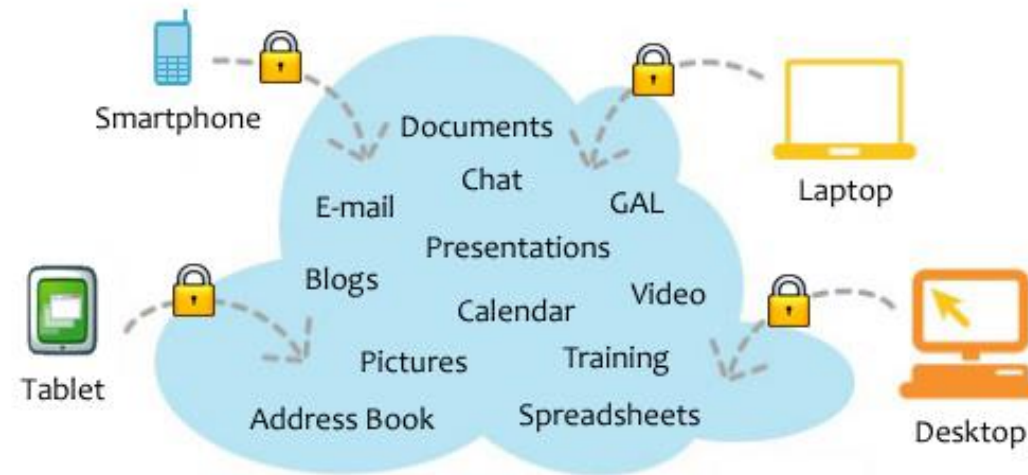 Smartphone
Documents
Chat
Laptop
E-mail
GAL
Presentations
Blogs
Video
Calendar
Tablet
Pictures
Training
Address Book
Spreadsheets
Desktop